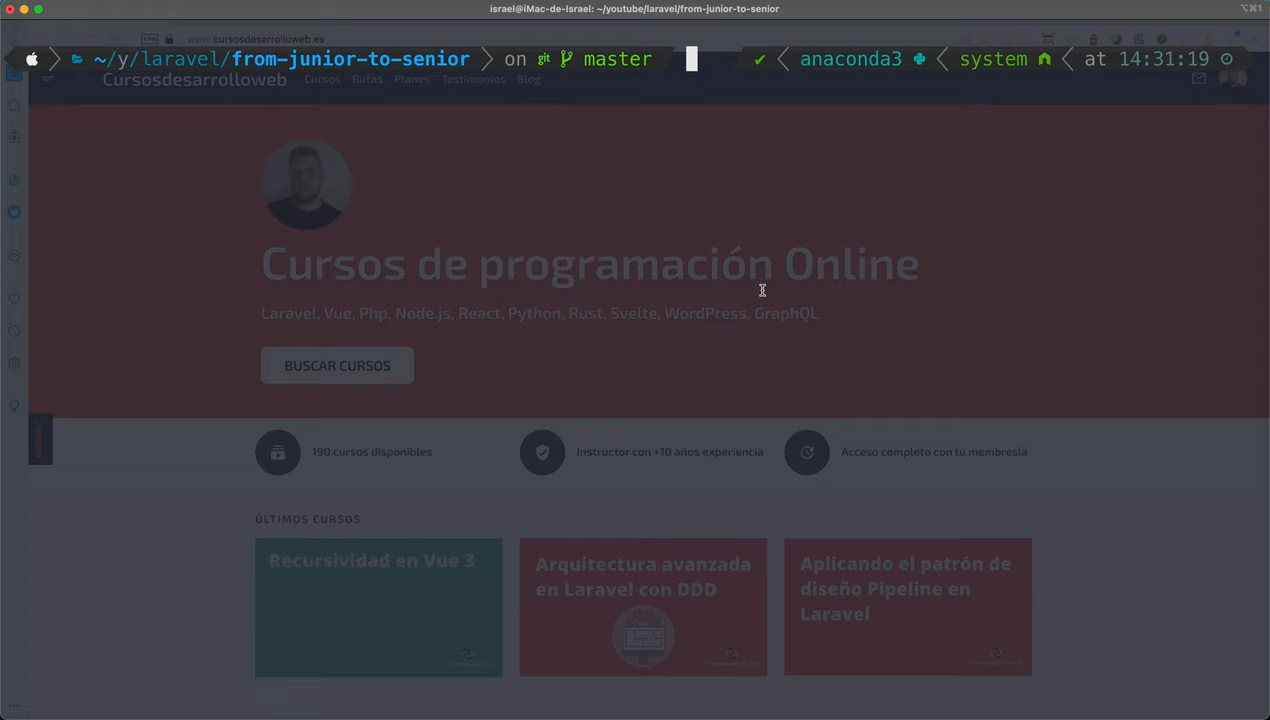 israel@iMac-de-Israel: ~/youtube/laravel/from-junior-to-senior
⌥⌘1
www.cursosdesarrolloweb.es
~/y/laravel/from-junior-to-senior on git master ✔ anaconda3 system at 14:31:19
Cursosdesarrolloweb Cursos Rutas Planes Testimonios Blog
Cursos de programación Online
Laravel, Vue, Php, Node.js, React, Python, Rust, Svelte, WordPress, GraphQL
BUSCAR CURSOS
190 cursos disponibles
Instructor con +10 años experiencia
Acceso completo con tu membresía
ÚLTIMOS CURSOS
Recursividad en Vue 3
Arquitectura avanzada
en Laravel con DDD
Aplicando el patrón de
diseño Pipeline en
Laravel